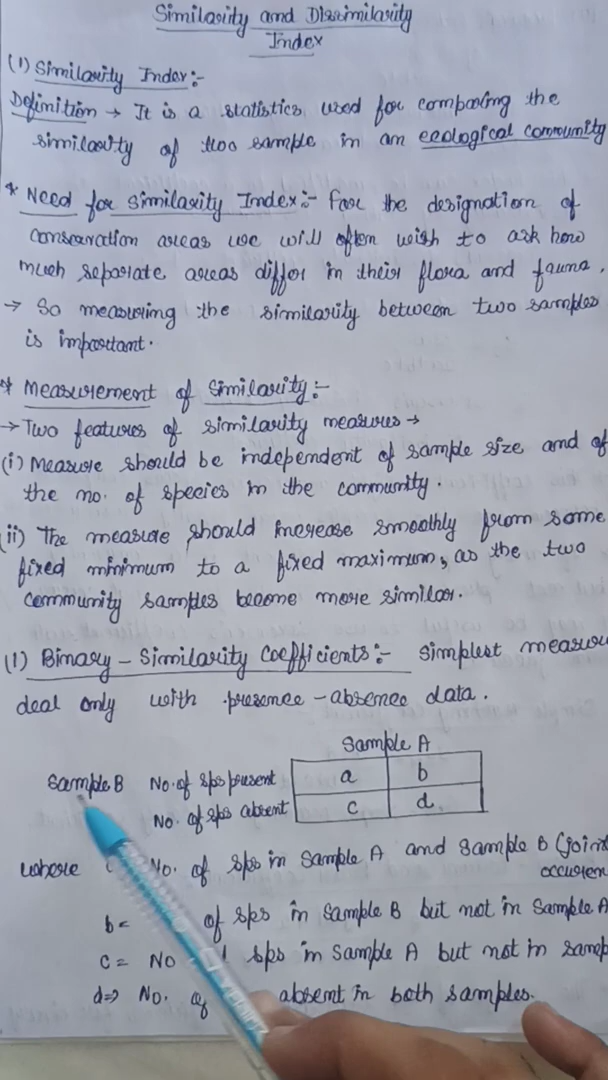 Similarity and Dissimilarity
Index
(1) Similarity Index:-
Definition → It is a statistics used for comparing the
similarity of two sample in an ecological community
* Need for similarity Index:- For the designation of
conservation areas we will often wish to ask how
much separate areas differ in their flora and fauna.
→ So measuring the similarity between two samples
is important.
* Measurement of Similarity:-
→ Two features of similarity measures →
(i) Measure should be independent of sample size and of
the no. of species in the community.
(ii) The measure should increase smoothly from some
fixed minimum to a fixed maximum, as the two
community samples become more similar.
(1) Binary - Similarity Coefficients:- simplest measur
deal only with presence - absence data.
Sample A
Sample B No. of sps present a b
No. of sps absent c d
where No. of sps in Sample A and Sample B (joint
occuren
b = of sps in Sample B but not in Sample A
c = No sps in Sample A but not in samp
d => No. of absent in both samples.